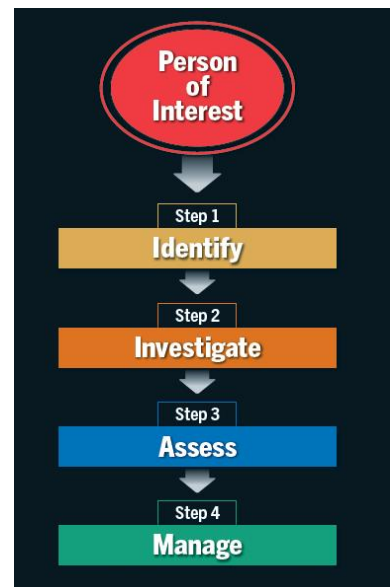 Person
of
Interest
Step 1
Identify
Step 2
Investigate
Step 3
Assess
Step 4
Manage